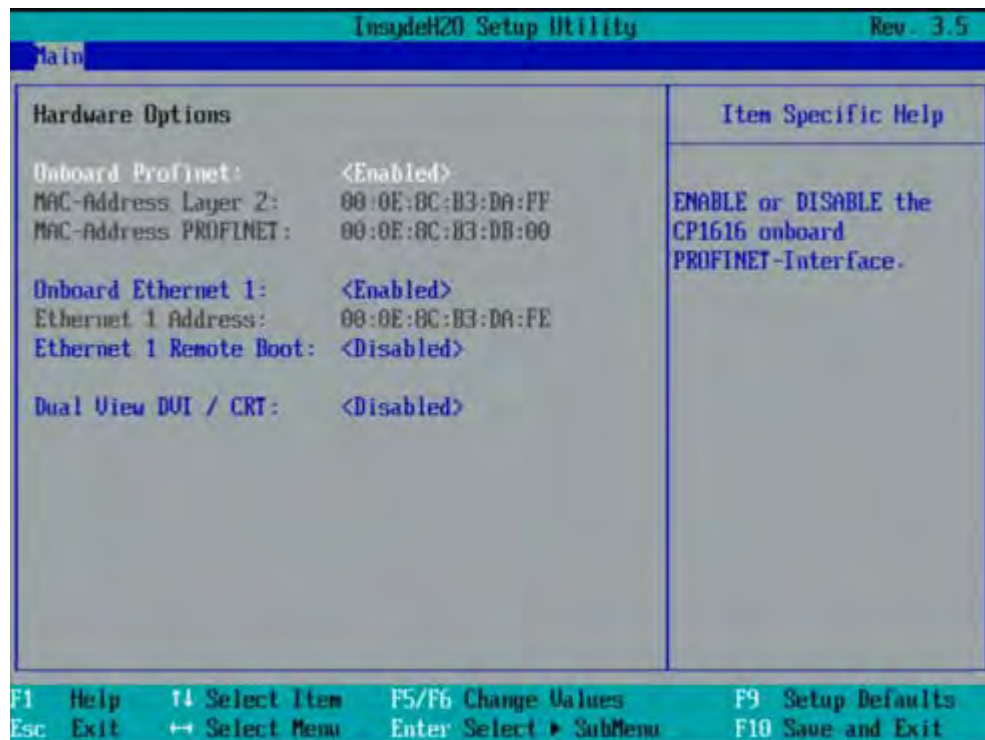 InsydeH2O Setup Utility Rev. 3.5
Main
Hardware Options
Onboard Profinet: <Enabled>
MAC-Address Layer 2: 00:0E:8C:B3:DA:FF
MAC-Address PROFINET: 00:0E:8C:B3:DB:00
Onboard Ethernet 1: <Enabled>
Ethernet 1 Address: 00:0E:8C:B3:DA:FE
Ethernet 1 Remote Boot: <Disabled>
Dual View DVI / CRT: <Disabled>
Item Specific Help
ENABLE or DISABLE the
CP1616 onboard
PROFINET-Interface.
F1 Help ↑↓ Select Item F5/F6 Change Values F9 Setup Defaults
Esc Exit ↔ Select Menu Enter Select ▶ SubMenu F10 Save and Exit